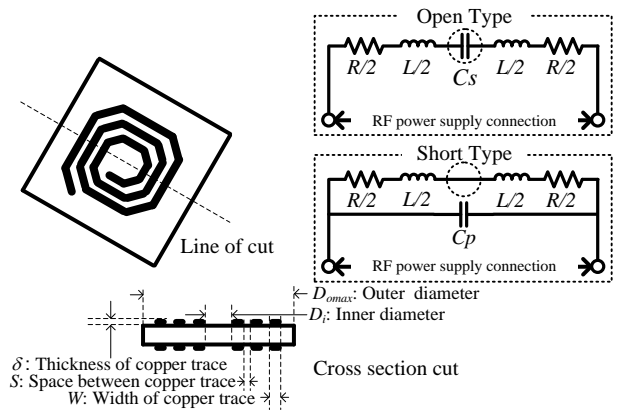 Open Type
R/2 L/2 Cs L/2 R/2
RF power supply connection
Short Type
R/2 L/2 Cp L/2 R/2
RF power supply connection
Line of cut
Domax: Outer diameter
Di: Inner diameter
δ: Thickness of copper trace
S: Space between copper trace
W: Width of copper trace
Cross section cut